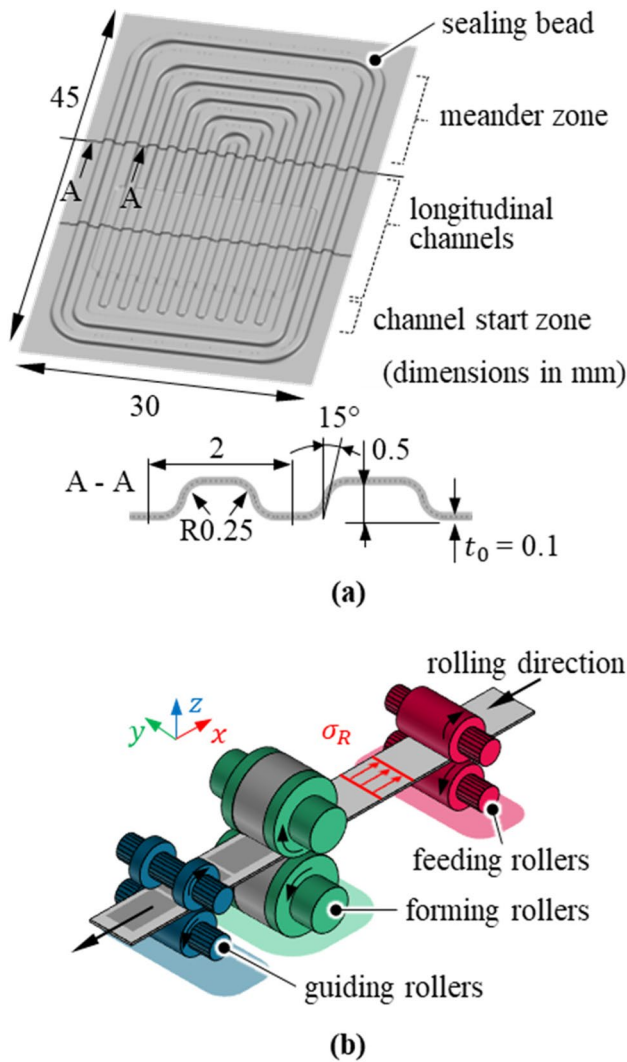 sealing bead
45
meander zone
A
A
longitudinal
channels
channel start zone
(dimensions in mm)
30
15°
2
0.5
A - A
R0.25
t₀ = 0.1
(a)
rolling direction
z
y
x
σ_R
feeding rollers
forming rollers
guiding rollers
(b)